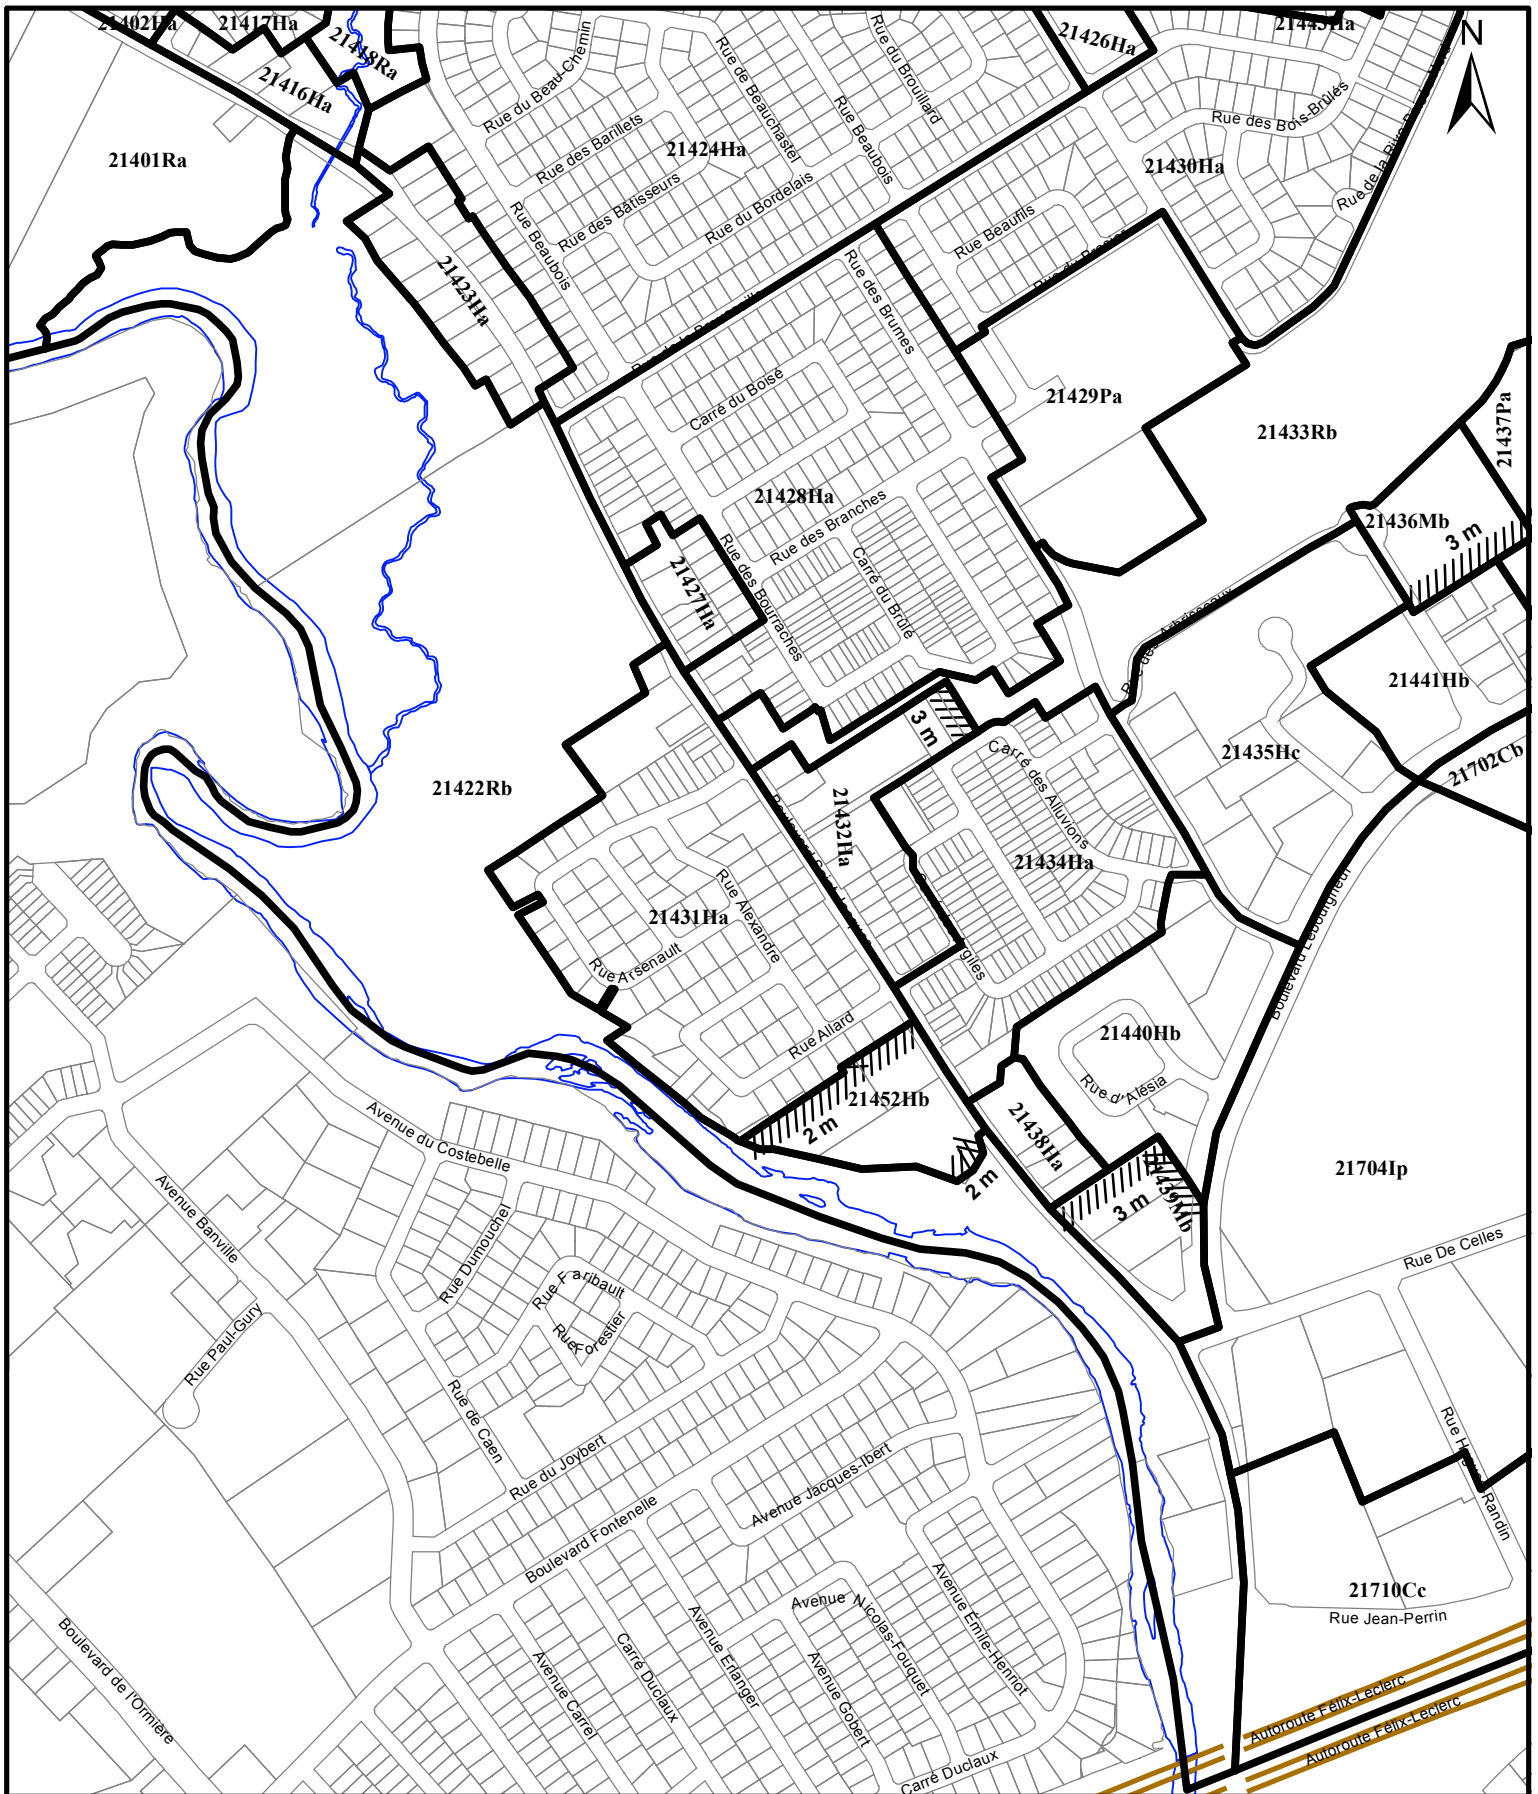 21402Ha
21417Ha
21418Ra
21416Ha
21426Ha
21443Ha
N
Rue du Beau-Chemin
Rue de Beauchastel
Rue du Brouillard
Rue des Barillets
Rue Beaubois
21424Ha
Rue des Bois-Brûlés
21401Ra
21430Ha
Rue des Bâtisseurs
Rue du Bordelais
Rue Beaubois
Rue Beaufils
21423Ha
Rue des Brumes
Carré du Boisé
21429Pa
21433Rb
21437Pa
21428Ha
Rue des Branches
21436Mb
3 m
Rue des Bourraches
Carré du Brûlé
21427Ha
Rue des Arbrisseaux
21441Hb
3 m
Carré des Alluvions
21435Hc
21702Cb
21422Rb
21432Ha
21434Ha
Rue Alexandre
21431Ha
Rue Arsenault
Boulevard Lebourgneuf
Rue Allard
21440Hb
Rue d'Alésia
21452Hb
2 m
2 m
21438Ha
21439Mb
3 m
21704Ip
Avenue du Costebelle
Avenue Banville
Rue Dumouchel
Rue Faribault
Rue Forestier
Rue De Celles
Rue Paul-Gury
Rue de Caen
Rue du Joybert
Boulevard Fontenelle
Avenue Jacques-Ibert
Avenue Nicolas-Fouquet
Avenue Émile-Henriot
21710Cc
Rue Jean-Perrin
Boulevard de l'Ormière
Avenue Carrel
Carré Duclaux
Avenue Erlanger
Avenue Gobert
Carré Duclaux
Autoroute Félix-Leclerc
Autoroute Félix-Leclerc